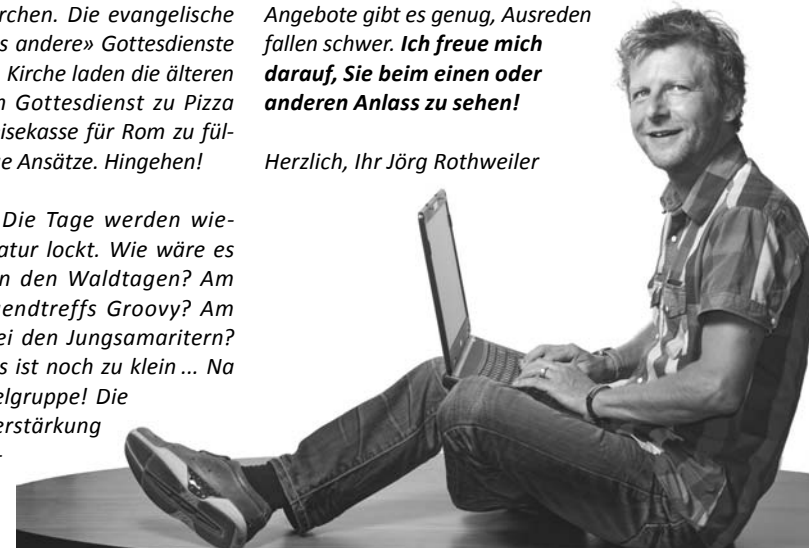 rchen. Die evangelische
s andere» Gottesdienste
Kirche laden die älteren
n Gottesdienst zu Pizza
isekasse für Rom zu fül-
e Ansätze. Hingehen!
Die Tage werden wie-
atur lockt. Wie wäre es
n den Waldtagen? Am
endtreffs Groovy? Am
ei den Jungsamaritern?
s ist noch zu klein ... Na
elgruppe! Die
erstärkung
-
Angebote gibt es genug, Ausreden
fallen schwer. Ich freue mich
darauf, Sie beim einen oder
anderen Anlass zu sehen!
Herzlich, Ihr Jörg Rothweiler